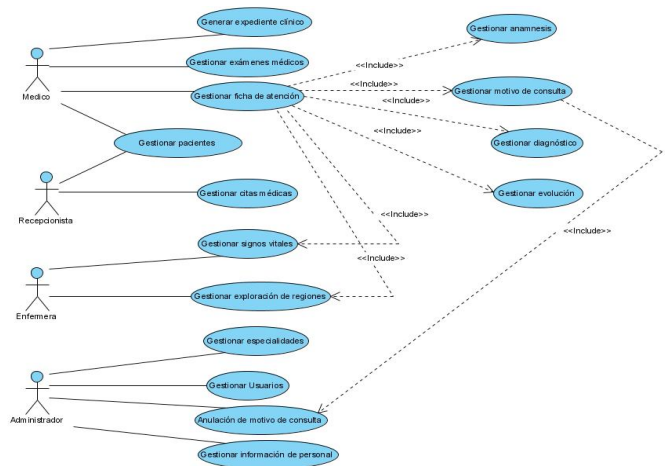 Generar expediente clínico
Gestionar anamnesis
Gestionar exámenes médicos
<<Include>>
Medico
Gestionar ficha de atención
<<Include>>
Gestionar motivo de consulta
<<Include>>
<<Include>>
Gestionar pacientes
Gestionar diagnóstico
Gestionar citas médicas
Gestionar evolución
Recepcionista
<<Include>>
<<Include>>
Gestionar signos vitales
<<Include>>
Gestionar exploración de regiones
Enfermera
Gestionar especialidades
Gestionar Usuarios
Administrador
Anulación de motivo de consulta
Gestionar información de personal